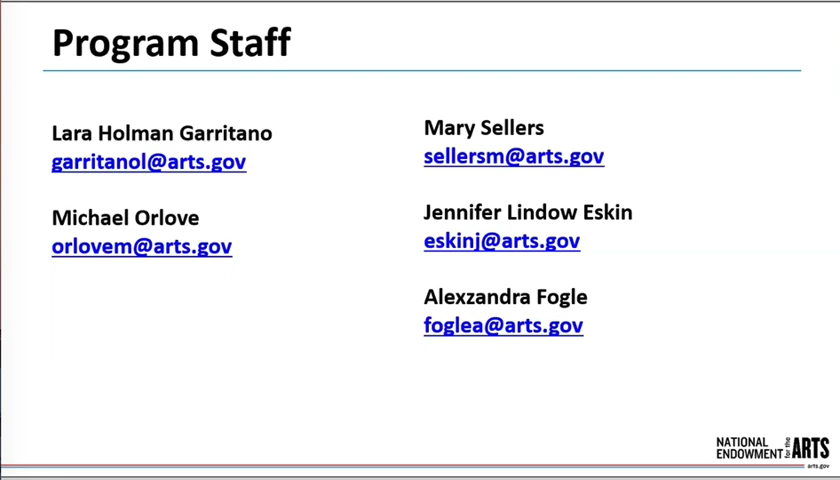 Program Staff
Lara Holman Garritano
garritanol@arts.gov
Michael Orlove
orlovem@arts.gov
Mary Sellers
sellersm@arts.gov
Jennifer Lindow Eskin
eskinj@arts.gov
Alexzandra Fogle
foglea@arts.gov
NATIONAL
ENDOWMENT for the ARTS
arts.gov